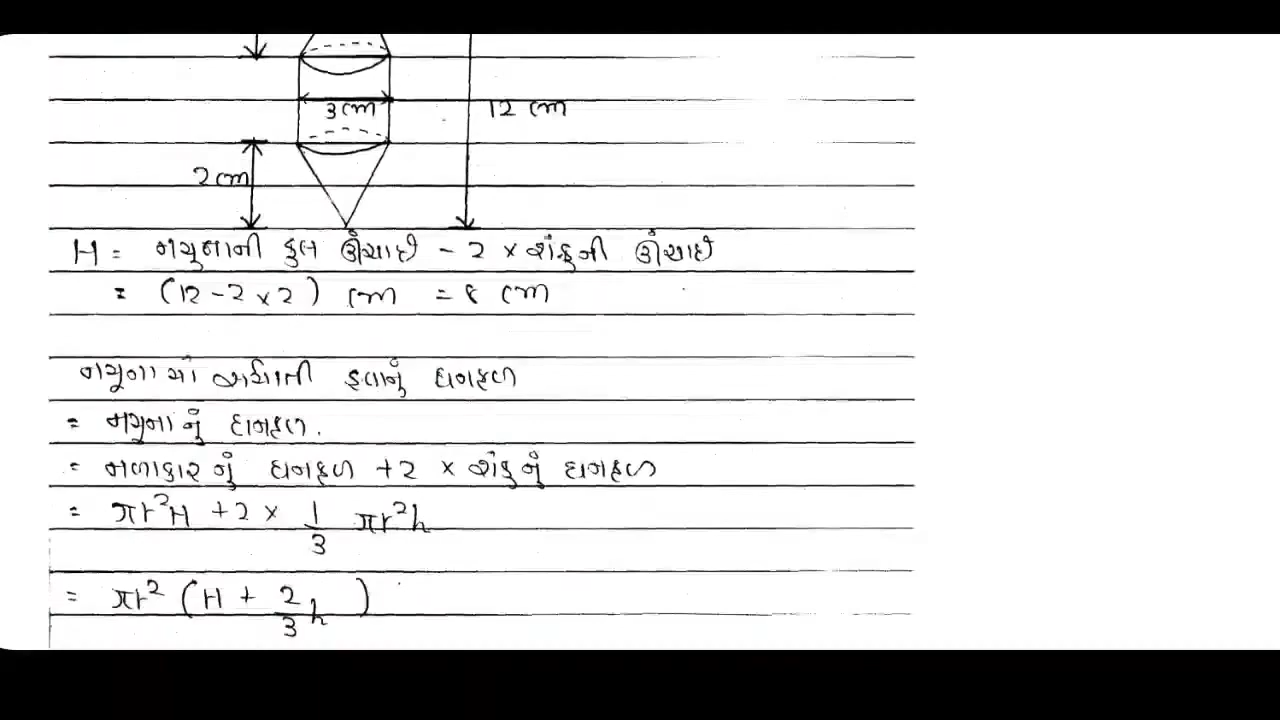 3 cm
12 cm
2 cm
H = નમુનાની કુલ ઊંચાઈ - 2 × શંકુની ઊંચાઈ
= (12 - 2 × 2) cm = 8 cm
નમૂનામાં સમાતી હવાનું ઘનફળ
= નમૂનાનું ઘનફળ.
= નળાકારનું ઘનફળ + 2 × શંકુનું ઘનફળ
= πr²H + 2 × 1/3 πr²h
= πr² (H + 2/3 h)